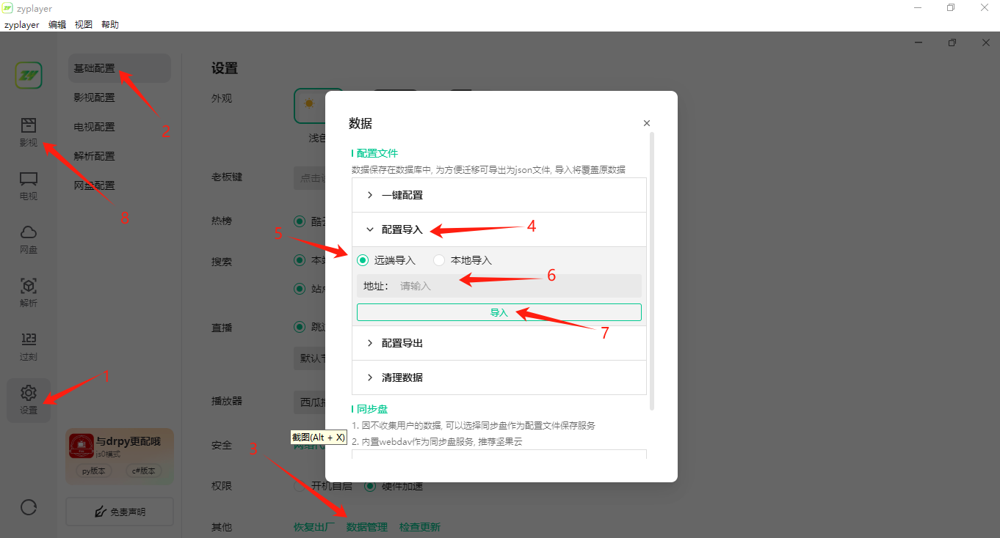 zyplayer
zyplayer 编辑 视图 帮助
ZY
影视
电视
网盘
解析
123
过刻
设置
基础配置
影视配置
电视配置
解析配置
网盘配置
与drpy更配哦
js0模式
py版本 c#版本
免责声明
设置
外观
浅色
老板键
点击设
热榜
酷云
搜索
本站
站点
直播
跳过
默认节
播放器
西瓜播
安全
网络代
权限
开机自启 硬件加速
其他
恢复出厂 数据管理 检查更新
截图(Alt + X)
数据
配置文件
数据保存在数据库中, 为方便迁移可导出为json文件, 导入将覆盖原数据
一键配置
配置导入
远端导入 本地导入
地址: 请输入
导入
配置导出
清理数据
同步盘
1. 因不收集用户的数据, 可以选择同步盘作为配置文件保存服务
2. 内置webdav作为同步盘服务, 推荐坚果云
1
2
3
4
5
6
7
8